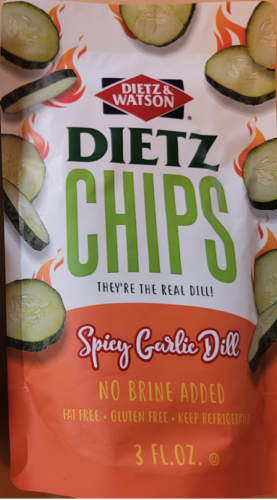 DIETZ &
WATSON
DIETZ
CHIPS
THEY'RE THE REAL DILL!
Spicy Garlic Dill
NO BRINE ADDED
FAT FREE • GLUTEN FREE • KEEP REFRIGERATED
3 FL.OZ. U